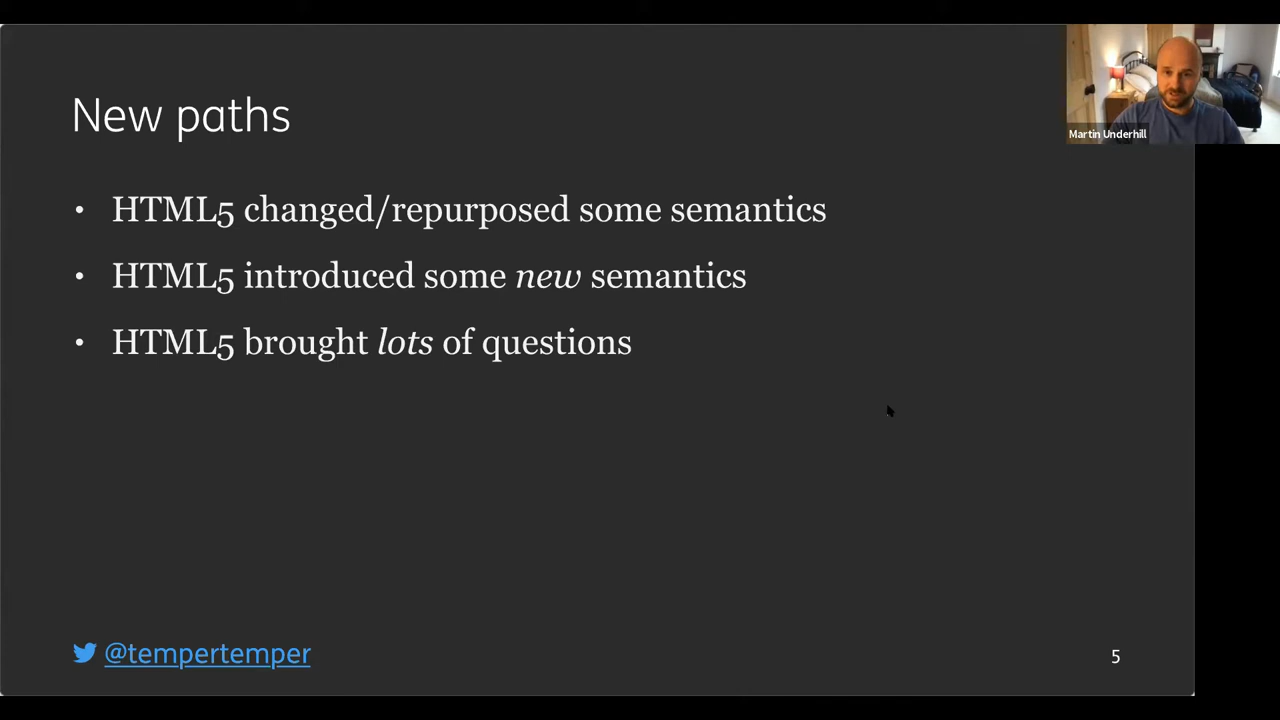 New paths
Martin Underhill
• HTML5 changed/repurposed some semantics
• HTML5 introduced some new semantics
• HTML5 brought lots of questions
@tempertemper
5